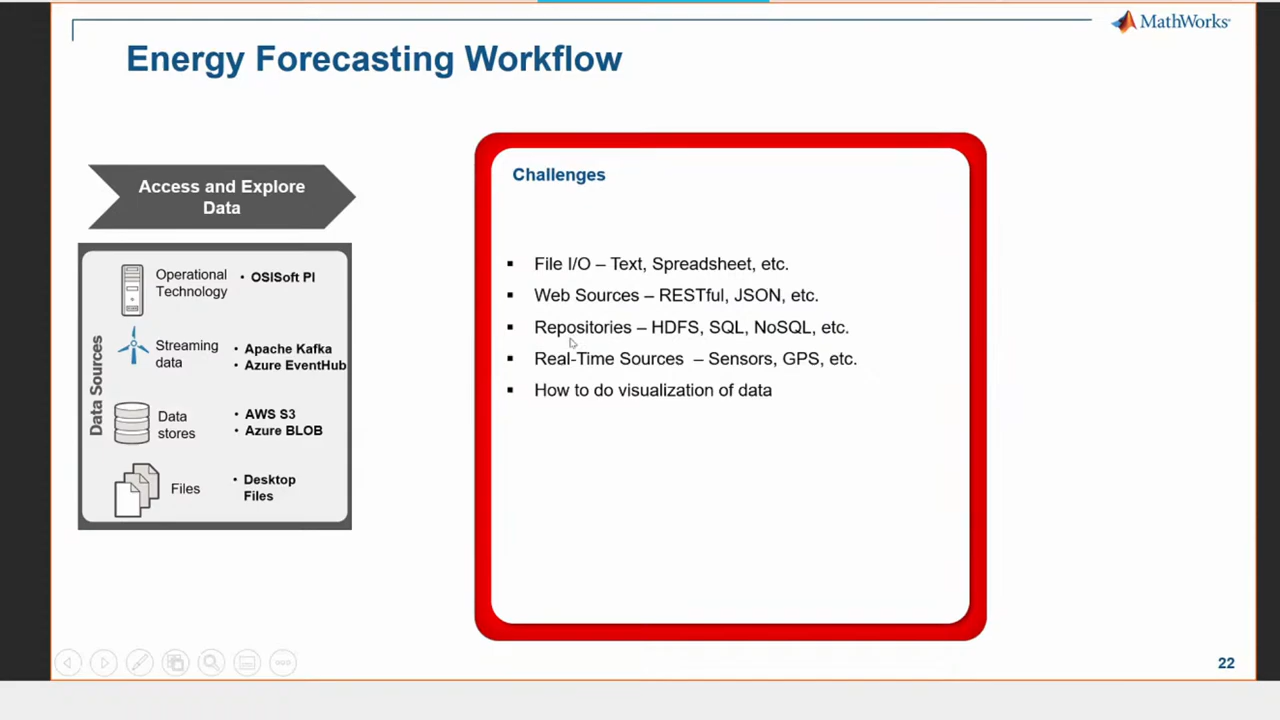 MathWorks
Energy Forecasting Workflow
Access and Explore
Data
Data Sources
Operational
Technology
• OSISoft PI
Streaming
data
• Apache Kafka
• Azure EventHub
Data
stores
• AWS S3
• Azure BLOB
Files
• Desktop
Files
Challenges
▪ File I/O – Text, Spreadsheet, etc.
▪ Web Sources – RESTful, JSON, etc.
▪ Repositories – HDFS, SQL, NoSQL, etc.
▪ Real-Time Sources – Sensors, GPS, etc.
▪ How to do visualization of data
22